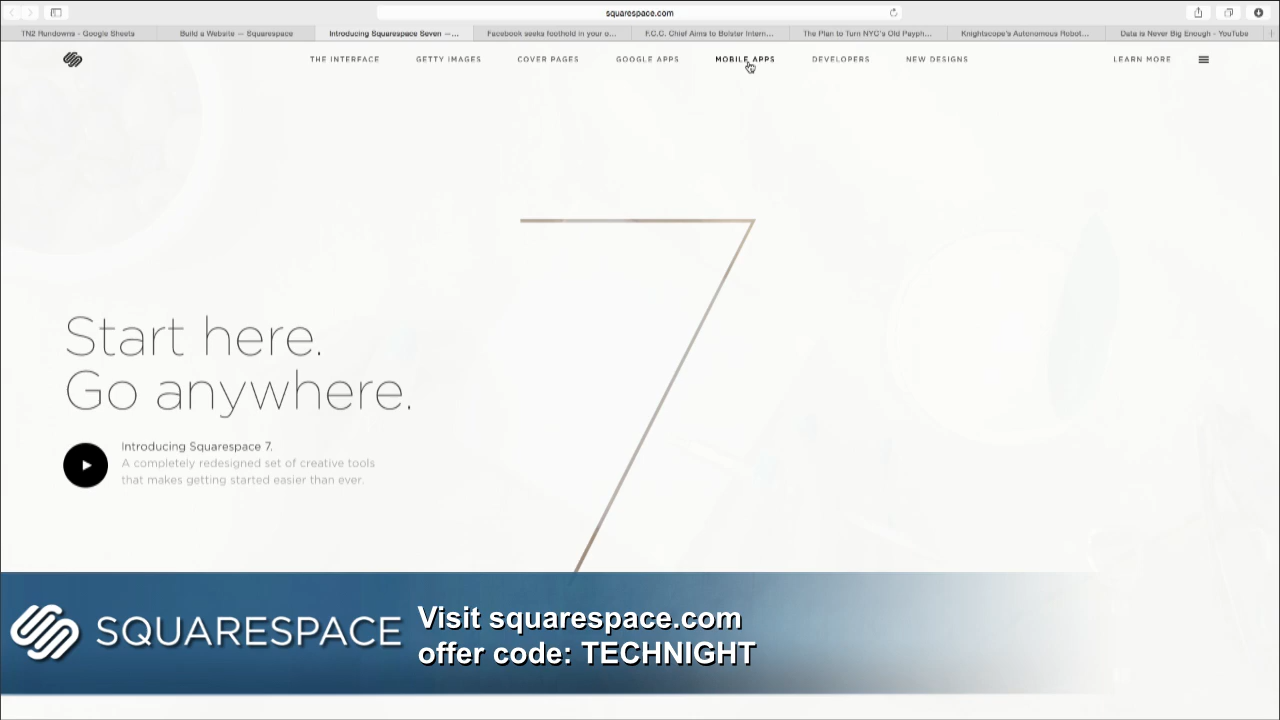 squarespace.com
TN2 Rundowns - Google Sheets
Build a Website — Squarespace
Introducing Squarespace Seven —...
Facebook seeks foothold in your o...
F.C.C. Chief Aims to Bolster Intern...
The Plan to Turn NYC's Old Payph...
Knightscope's Autonomous Robot...
Data is Never Big Enough - YouTube
THE INTERFACE
GETTY IMAGES
COVER PAGES
GOOGLE APPS
MOBILE APPS
DEVELOPERS
NEW DESIGNS
LEARN MORE
7
Start here.
Go anywhere.
Introducing Squarespace 7.
A completely redesigned set of creative tools
that makes getting started easier than ever.
SQUARESPACE
Visit squarespace.com
offer code: TECHNIGHT